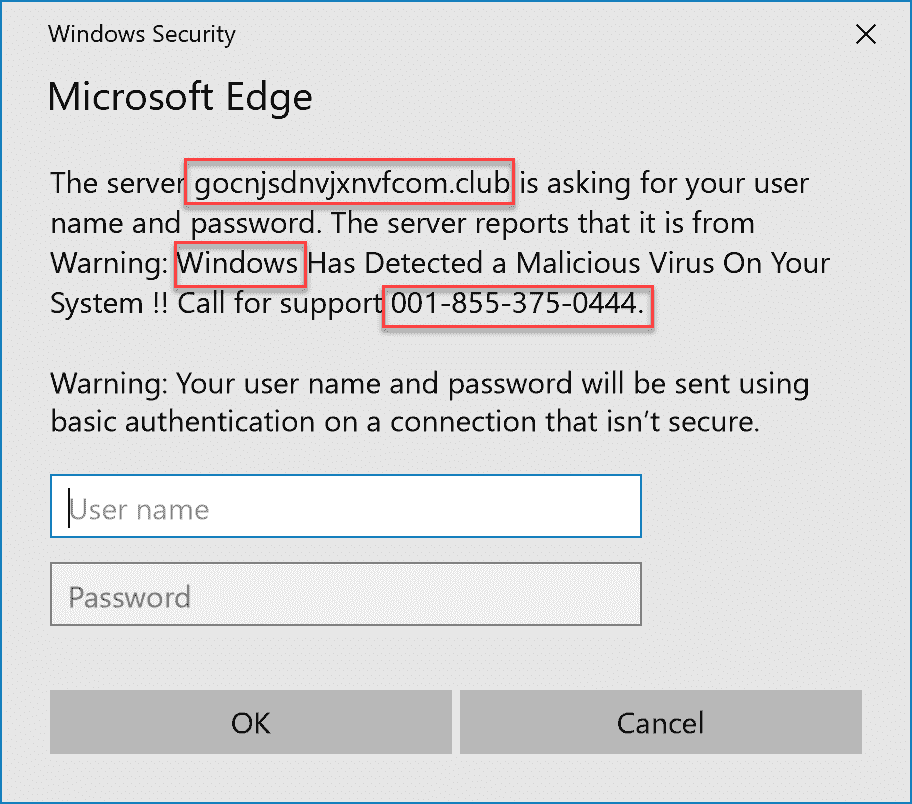 Windows Security
Microsoft Edge
The server gocnjsdnvjxnvfcom.club is asking for your user
name and password. The server reports that it is from
Warning: Windows Has Detected a Malicious Virus On Your
System !! Call for support 001-855-375-0444.
Warning: Your user name and password will be sent using
basic authentication on a connection that isn’t secure.
User name
Password
OK
Cancel